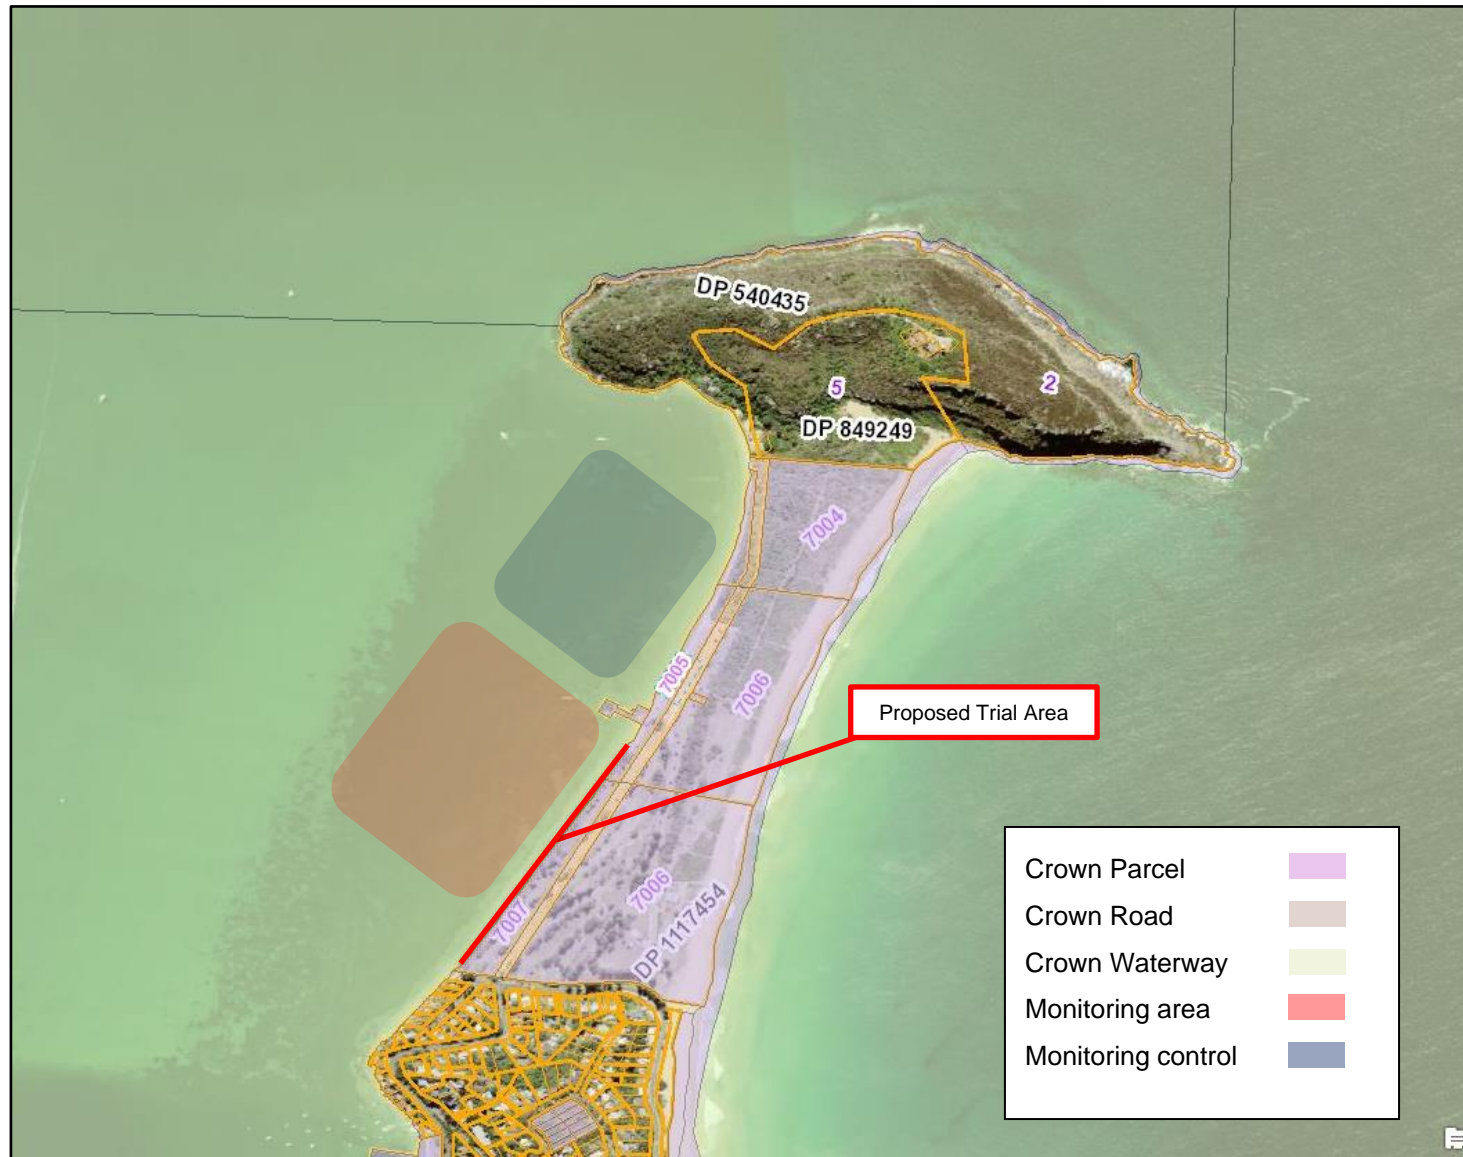 DP 540435
5
2
DP 849249
7004
7005
7006
Proposed Trial Area
7006
7007
DP 1117454
Crown Parcel
Crown Road
Crown Waterway
Monitoring area
Monitoring control